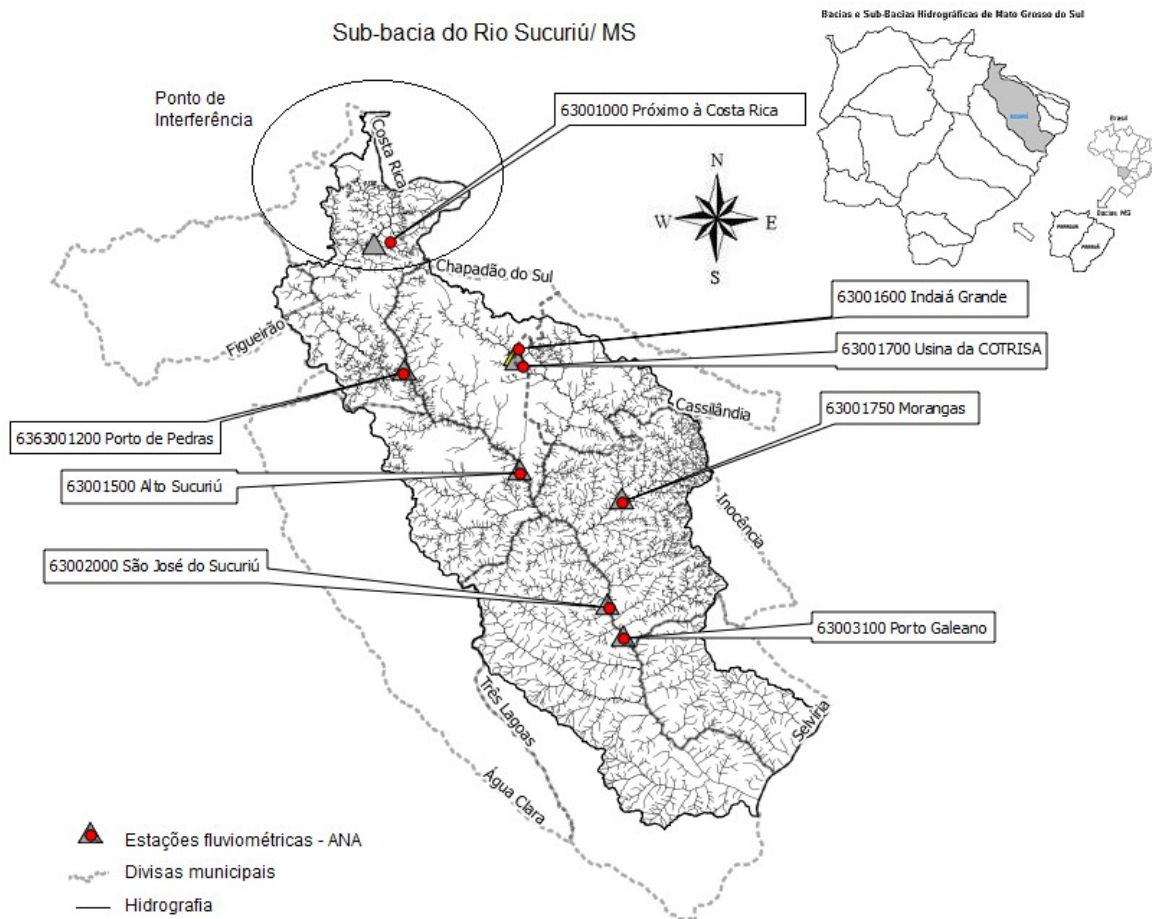 Bacias e Sub-Bacias Hidrográficas de Mato Grosso do Sul
Sub-bacia do Rio Sucuriú/ MS
Ponto de
Interferência
63001000 Próximo à Costa Rica
Costa Rica
Brasil
Bacias MS
PARAGUAI
PARANÁ
N
W
E
S
Chapadão do Sul
63001600 Indaiá Grande
Figueirão
63001700 Usina da COTRISA
Cassilândia
63001750 Morangas
6363001200 Porto de Pedras
63001500 Alto Sucuriú
Inocência
63002000 São José do Sucuriú
63003100 Porto Galeano
Três Lagoas
Selvíria
Água Clara
Estações fluviométricas - ANA
Divisas municipais
Hidrografia